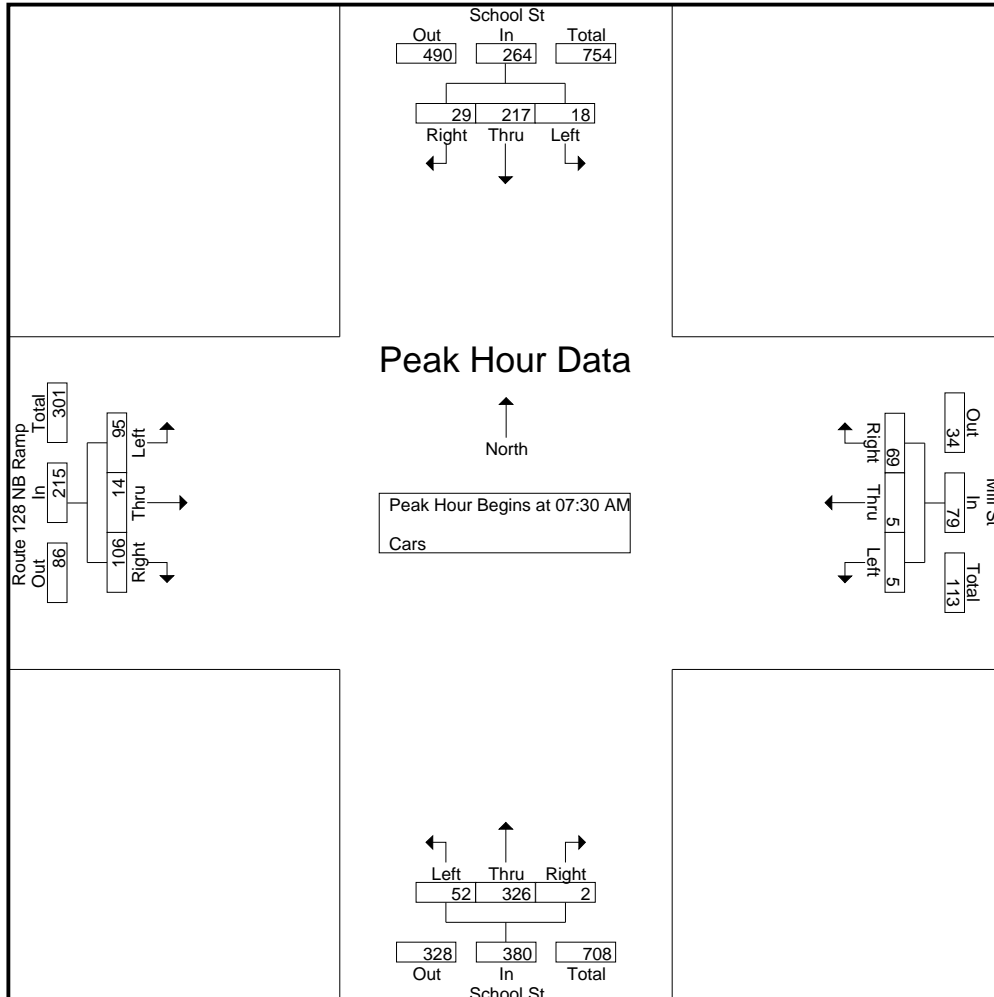 School St
Out In Total
490 264 754
29 217 18
Right Thru Left
Peak Hour Data
North
Peak Hour Begins at 07:30 AM
Cars
Route 128 NB Ramp
Out In Total
86 215 301
95 14 106
Left Thru Right
Mill St
Out In Total
34 79 113
Right Thru Left
69 5 5
Left Thru Right
52 326 2
328 380 708
Out In Total
School St